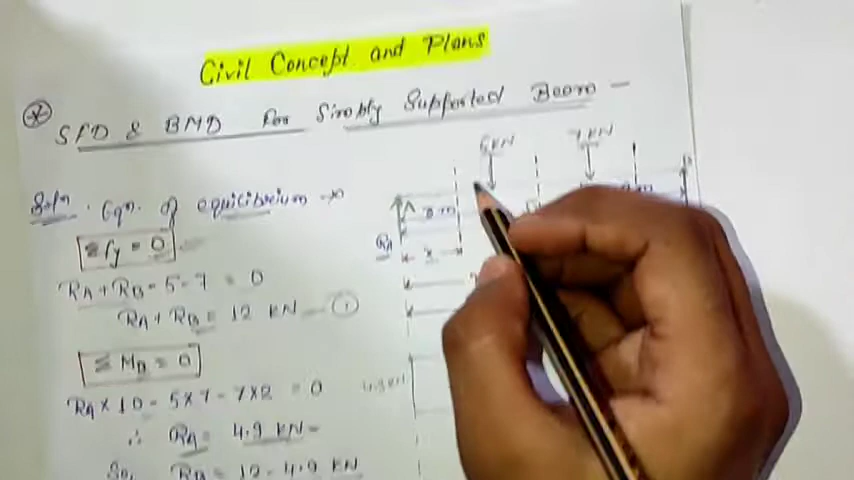 Civil Concept and Plans
SFD & BMD For Simply Supported Beam -
5 KN
7 KN
Soln. Eqn. of equilibrium →
ΣFy = 0
RA + RB - 5 - 7 = 0
RA + RB = 12 KN — 1
ΣMB = 0
RA × 10 - 5 × 7 - 7 × 2 = 0
∴ RA = 4.9 KN
So, RB = 12 - 4.9 KN
A
3 m
RA
x